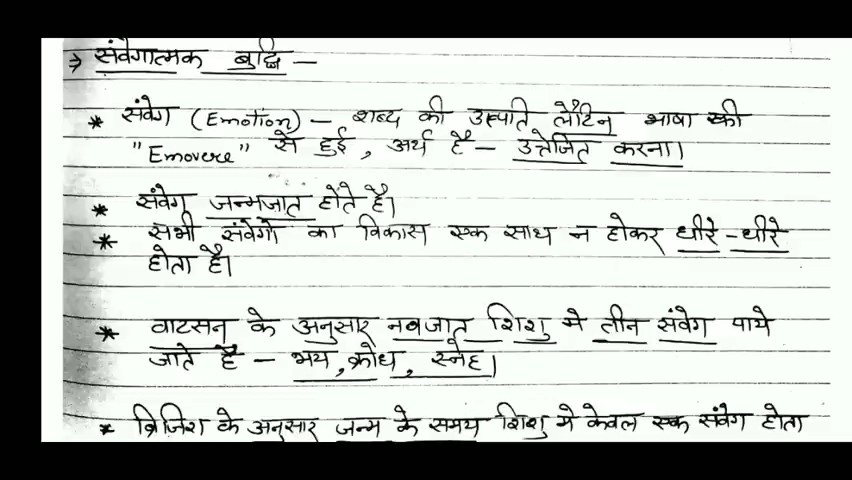 → संवेगात्मक बुद्धि —
* संवेग (Emotion) — शब्द की उत्पति लैटिन भाषा की
"Emovere" से हुई, अर्थ है — उत्तेजित करना।
* संवेग जन्मजात होते है।
* सभी संवेगो का विकास एक साथ न होकर धीरे-धीरे
होता है।
* वाटसन के अनुसार नवजात शिशु मे तीन संवेग पाये
जाते है — भय, क्रोध, स्नेह।
* ब्रिजिश के अनुसार जन्म के समय शिशु मे केवल एक संवेग होता